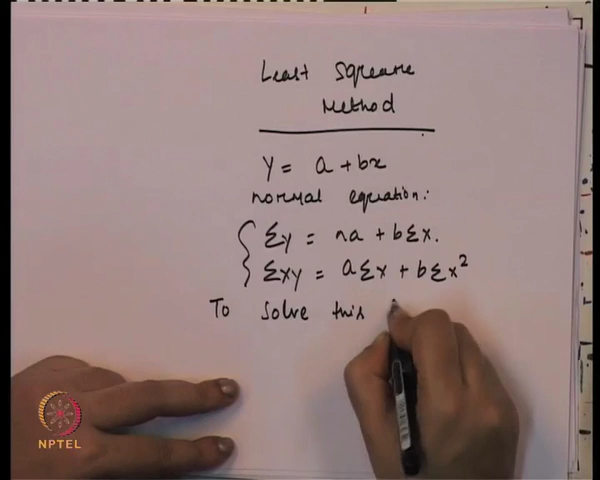 Least Square
Method
Y = a + bx
normal equation:
Σy = na + bΣx.
Σxy = aΣx + bΣx²
To solve this
NPTEL